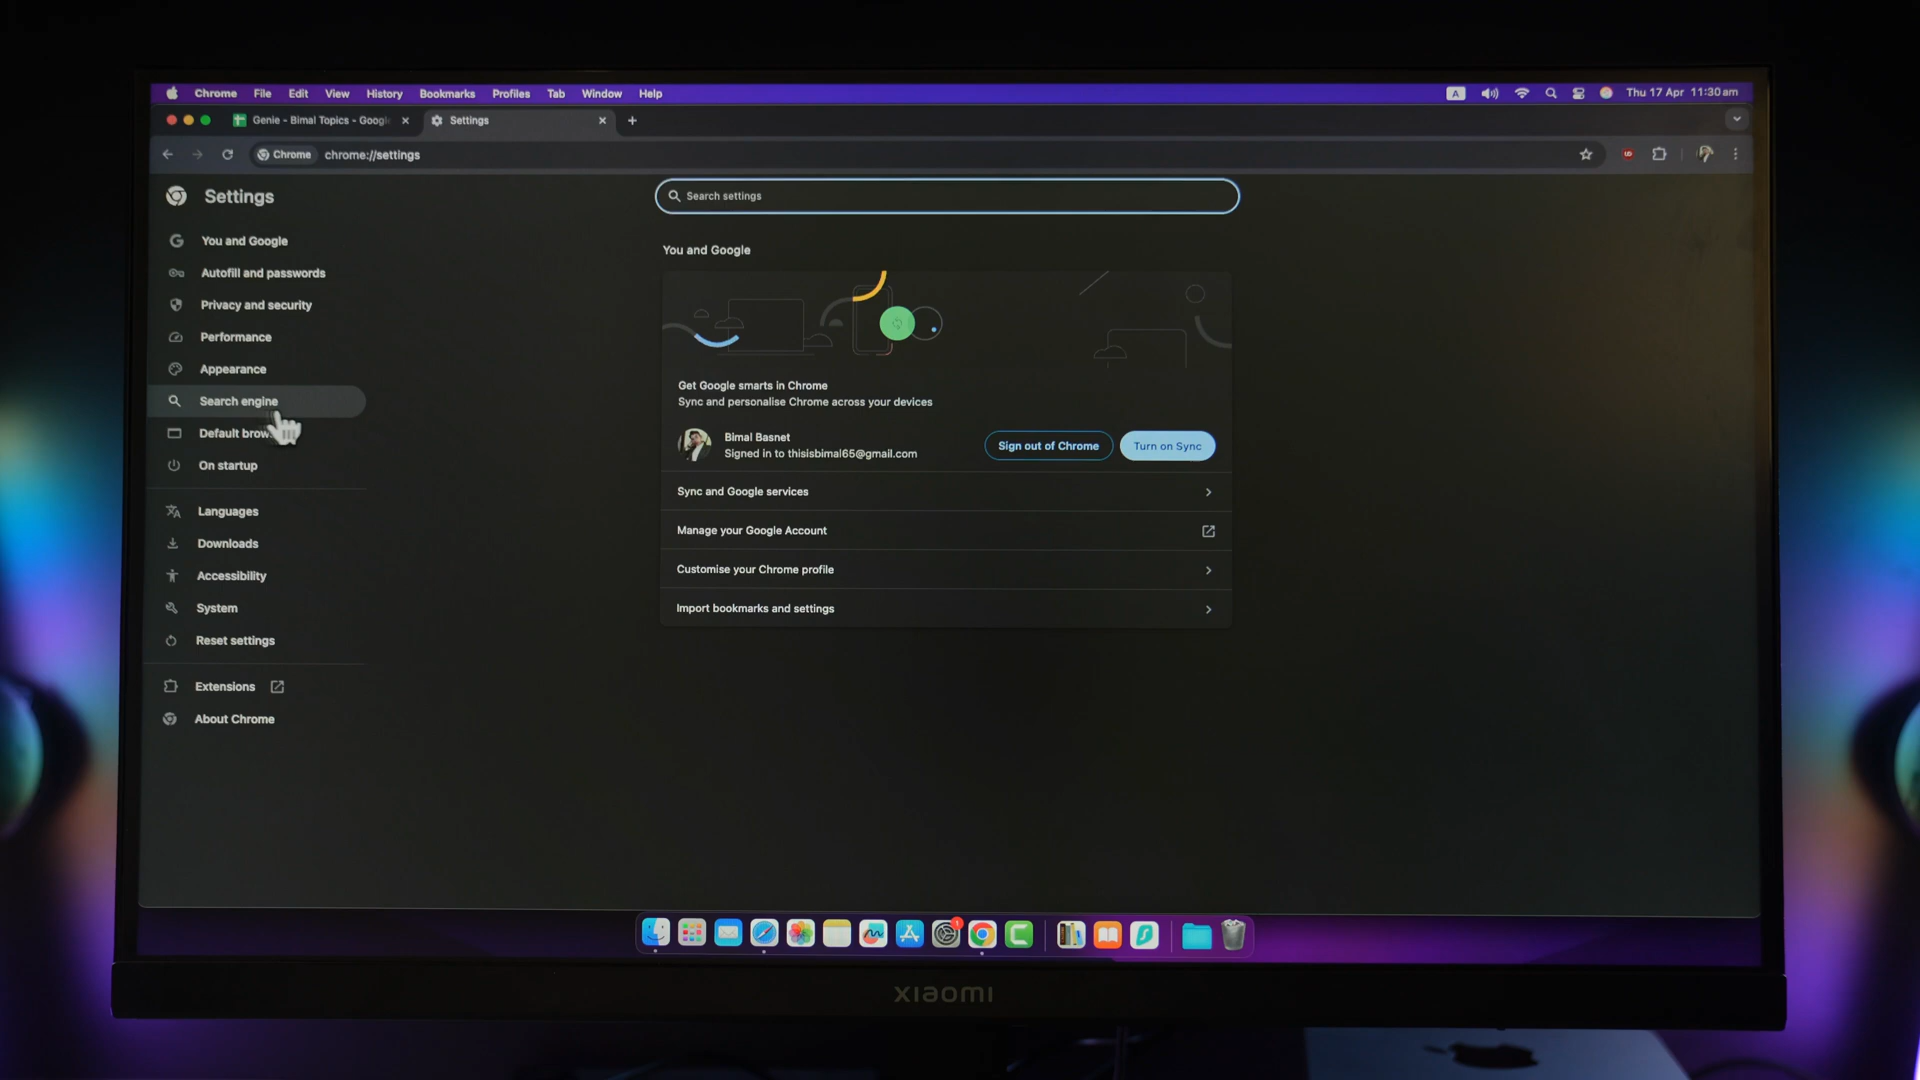 Chrome File Edit View History Bookmarks Profiles Tab Window Help
A Thu 17 Apr 11:30 am
Genie - Bimal Topics - Googl
Settings
Chrome chrome://settings
Settings
Search settings
You and Google
Autofill and passwords
Privacy and security
Performance
Appearance
Search engine
Default brow
On startup
Languages
Downloads
Accessibility
System
Reset settings
Extensions
About Chrome
You and Google
Get Google smarts in Chrome
Sync and personalise Chrome across your devices
Bimal Basnet
Signed in to thisisbimal65@gmail.com
Sign out of Chrome
Turn on Sync
Sync and Google services
Manage your Google Account
Customise your Chrome profile
Import bookmarks and settings
1
xiaomi